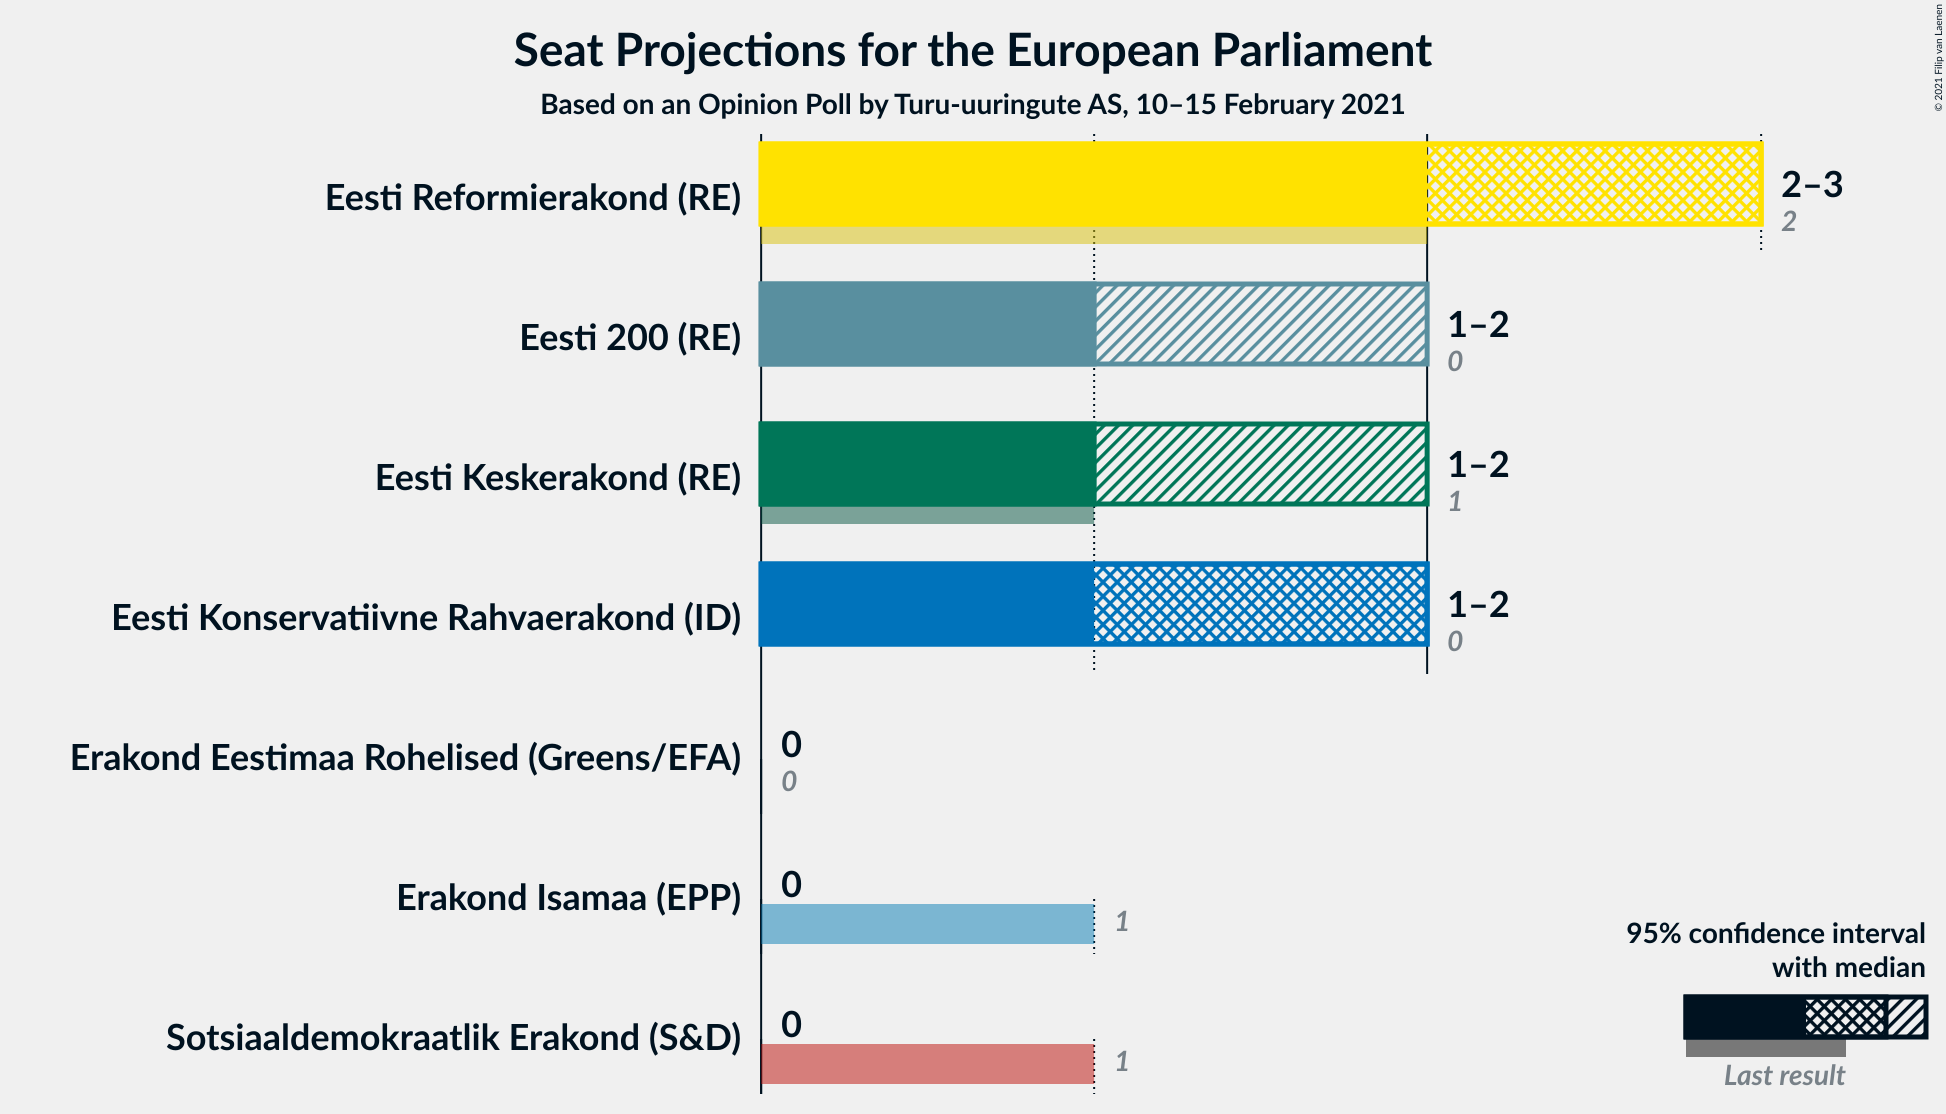 Seat Projections for the European Parliament
Based on an Opinion Poll by Turu-uuringute AS, 10–15 February 2021
© 2021 Filip van Laenen
Eesti Reformierakond (RE)
2–3
2
Eesti 200 (RE)
1–2
0
Eesti Keskerakond (RE)
1–2
1
Eesti Konservatiivne Rahvaerakond (ID)
1–2
0
Erakond Eestimaa Rohelised (Greens/EFA)
0
0
Erakond Isamaa (EPP)
0
1
Sotsiaaldemokraatlik Erakond (S&D)
0
1
95% confidence interval
with median
Last result